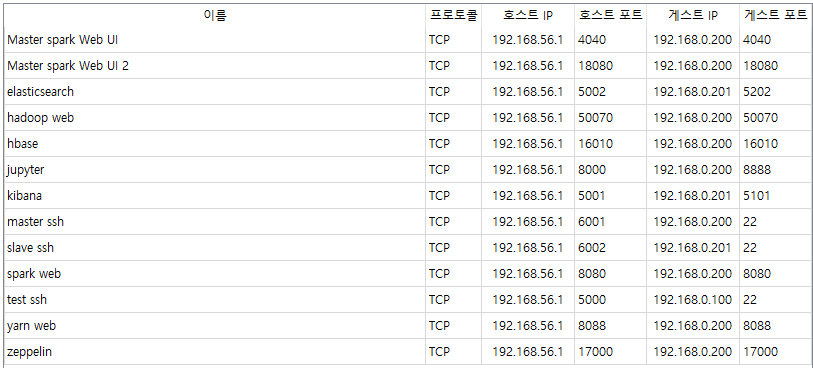 이름 프로토콜 호스트 IP 호스트 포트 게스트 IP 게스트 포트
Master spark Web UI TCP 192.168.56.1 4040 192.168.0.200 4040
Master spark Web UI 2 TCP 192.168.56.1 18080 192.168.0.200 18080
elasticsearch TCP 192.168.56.1 5002 192.168.0.201 5202
hadoop web TCP 192.168.56.1 50070 192.168.0.200 50070
hbase TCP 192.168.56.1 16010 192.168.0.200 16010
jupyter TCP 192.168.56.1 8000 192.168.0.200 8888
kibana TCP 192.168.56.1 5001 192.168.0.201 5101
master ssh TCP 192.168.56.1 6001 192.168.0.200 22
slave ssh TCP 192.168.56.1 6002 192.168.0.201 22
spark web TCP 192.168.56.1 8080 192.168.0.200 8080
test ssh TCP 192.168.56.1 5000 192.168.0.100 22
yarn web TCP 192.168.56.1 8088 192.168.0.200 8088
zeppelin TCP 192.168.56.1 17000 192.168.0.200 17000